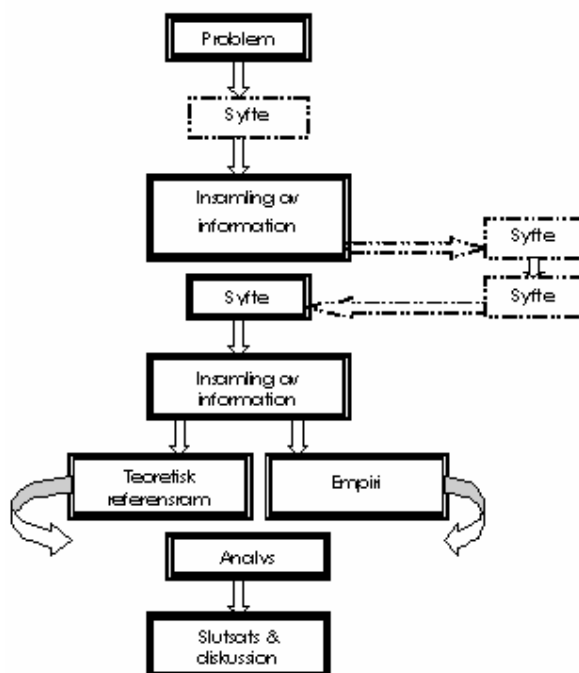 Problem
Syfte
Insamling av
information
Syfte
Syfte
Syfte
Insamling av
information
Teoretisk
referensram
Empiri
Analys
Slutsats &
diskussion